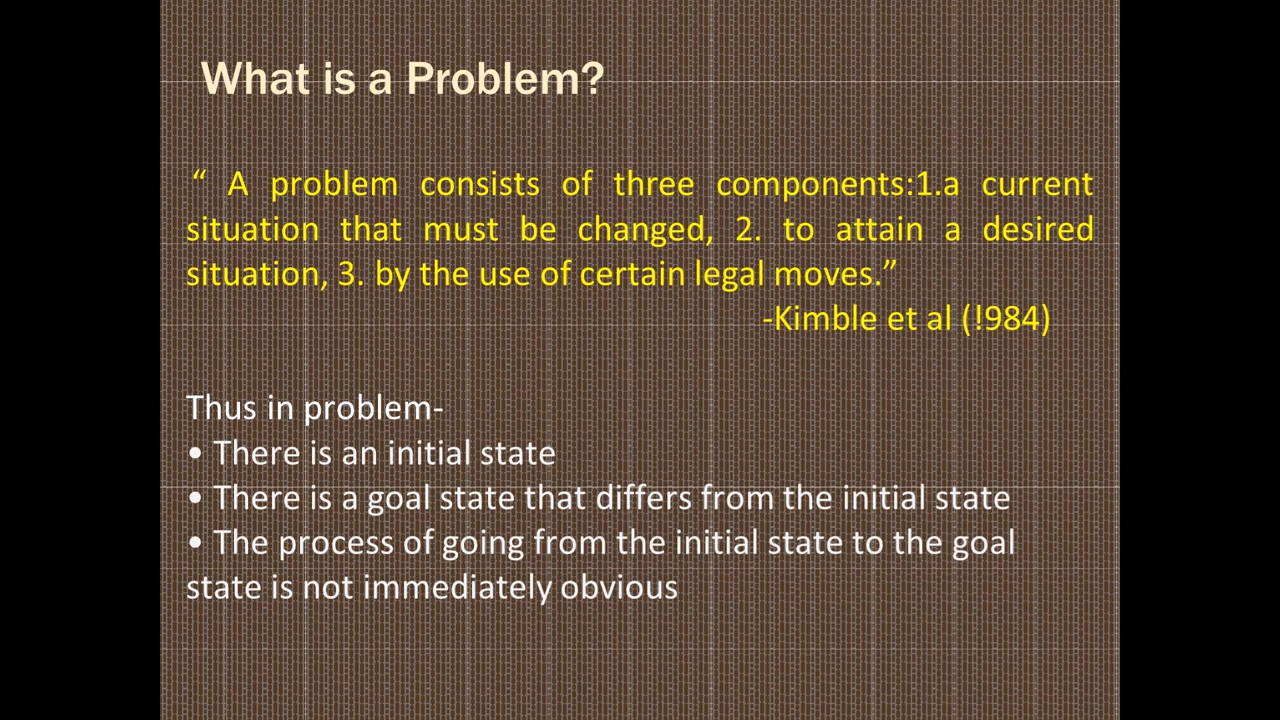 What is a Problem?
“ A problem consists of three components:1.a current
situation that must be changed, 2. to attain a desired
situation, 3. by the use of certain legal moves.”
-Kimble et al (!984)
Thus in problem-
• There is an initial state
• There is a goal state that differs from the initial state
• The process of going from the initial state to the goal
state is not immediately obvious